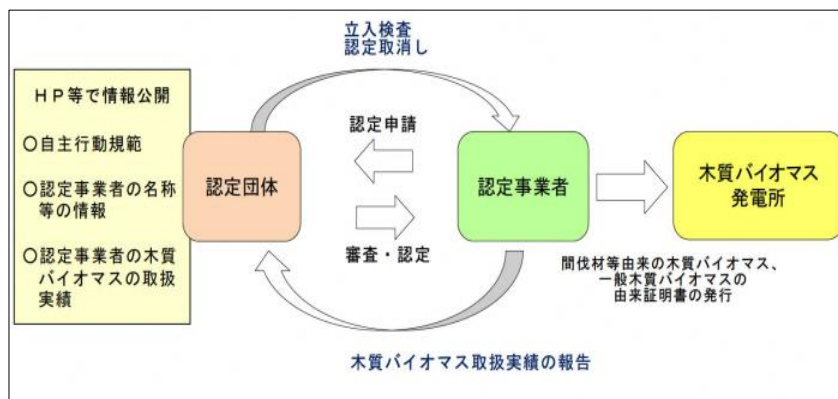 立入検査
認定取消し
ＨＰ等で情報公開
〇自主行動規範
〇認定事業者の名称
等の情報
〇認定事業者の木質
バイオマスの取扱
実績
認定団体
認定申請
審査・認定
認定事業者
木質バイオマス
発電所
間伐材等由来の木質バイオマス、
一般木質バイオマスの
由来証明書の発行
木質バイオマス取扱実績の報告